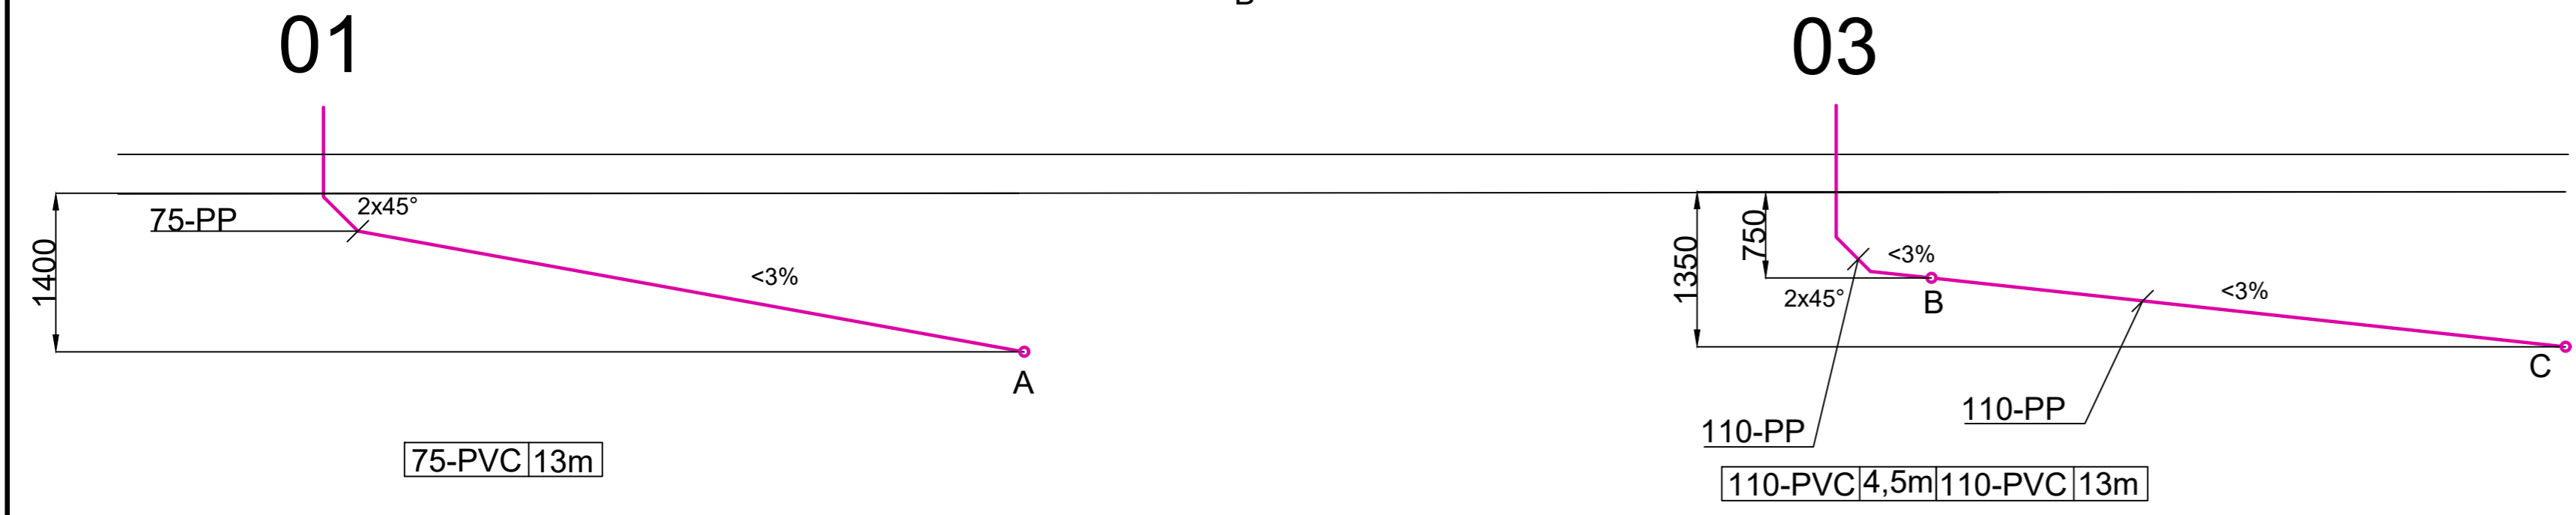 01
03
75-PP
2x45°
<3%
1400
A
75-PVC 13m
1350
750
<3%
2x45°
B
<3%
C
110-PP
110-PP
110-PVC 4,5m 110-PVC 13m